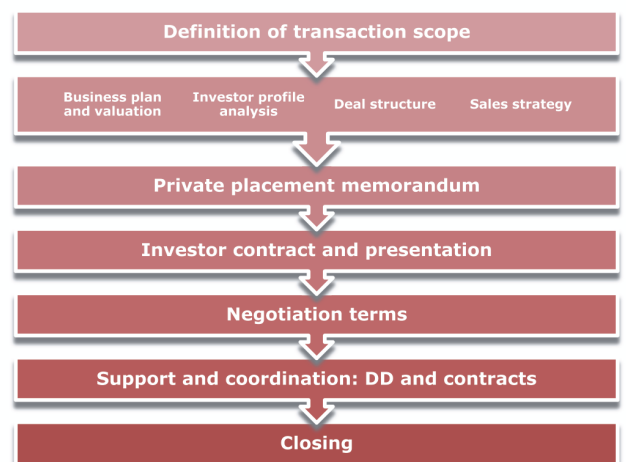 Definition of transaction scope
Business plan
and valuation
Investor profile
analysis
Deal structure
Sales strategy
Private placement memorandum
Investor contract and presentation
Negotiation terms
Support and coordination: DD and contracts
Closing